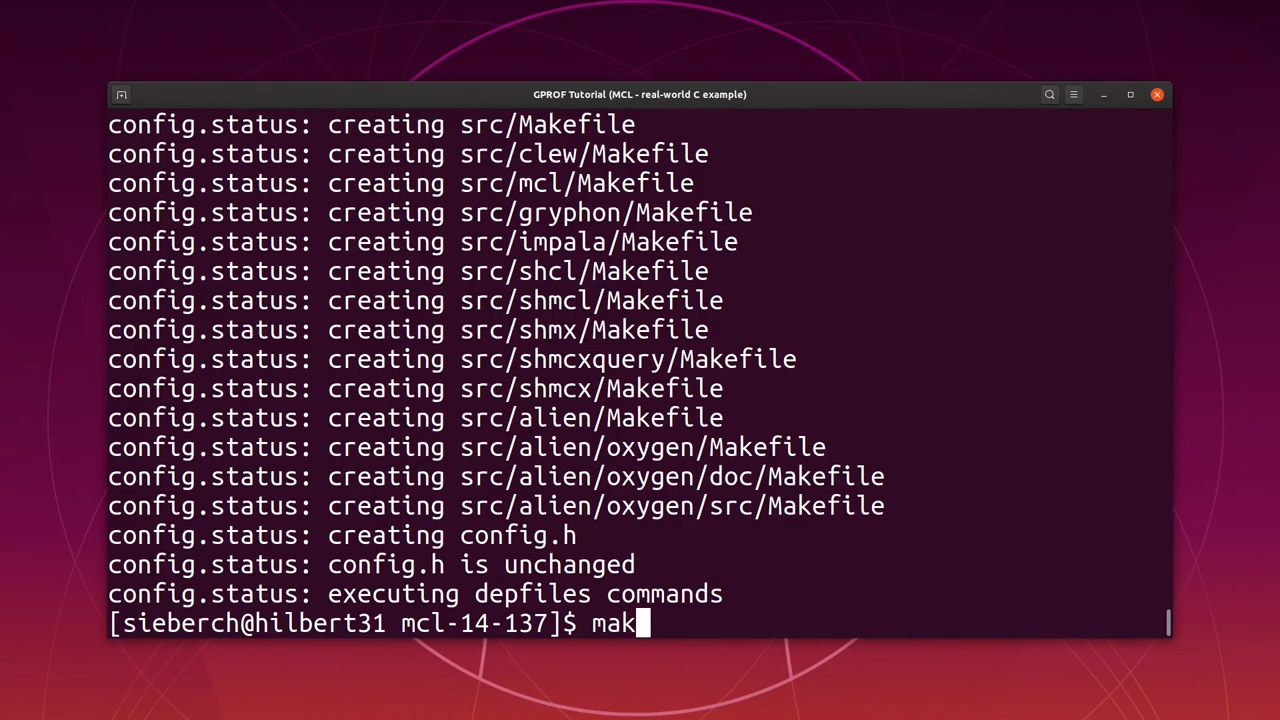 GPROF Tutorial (MCL - real-world C example)
config.status: creating src/Makefile
config.status: creating src/clew/Makefile
config.status: creating src/mcl/Makefile
config.status: creating src/gryphon/Makefile
config.status: creating src/impala/Makefile
config.status: creating src/shcl/Makefile
config.status: creating src/shmcl/Makefile
config.status: creating src/shmx/Makefile
config.status: creating src/shmcxquery/Makefile
config.status: creating src/shmcx/Makefile
config.status: creating src/alien/Makefile
config.status: creating src/alien/oxygen/Makefile
config.status: creating src/alien/oxygen/doc/Makefile
config.status: creating src/alien/oxygen/src/Makefile
config.status: creating config.h
config.status: config.h is unchanged
config.status: executing depfiles commands
[sieberch@hilbert31 mcl-14-137]$ mak